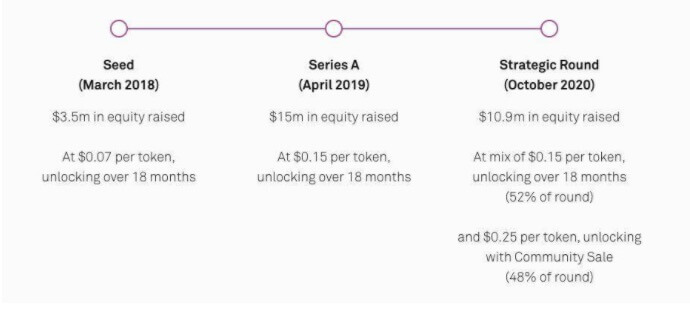 Seed
(March 2018)
$3.5m in equity raised
At $0.07 per token,
unlocking over 18 months
Series A
(April 2019)
$15m in equity raised
At $0.15 per token,
unlocking over 18 months
Strategic Round
(October 2020)
$10.9m in equity raised
At mix of $0.15 per token,
unlocking over 18 months
(52% of round)
and $0.25 per token, unlocking
with Community Sale
(48% of round)